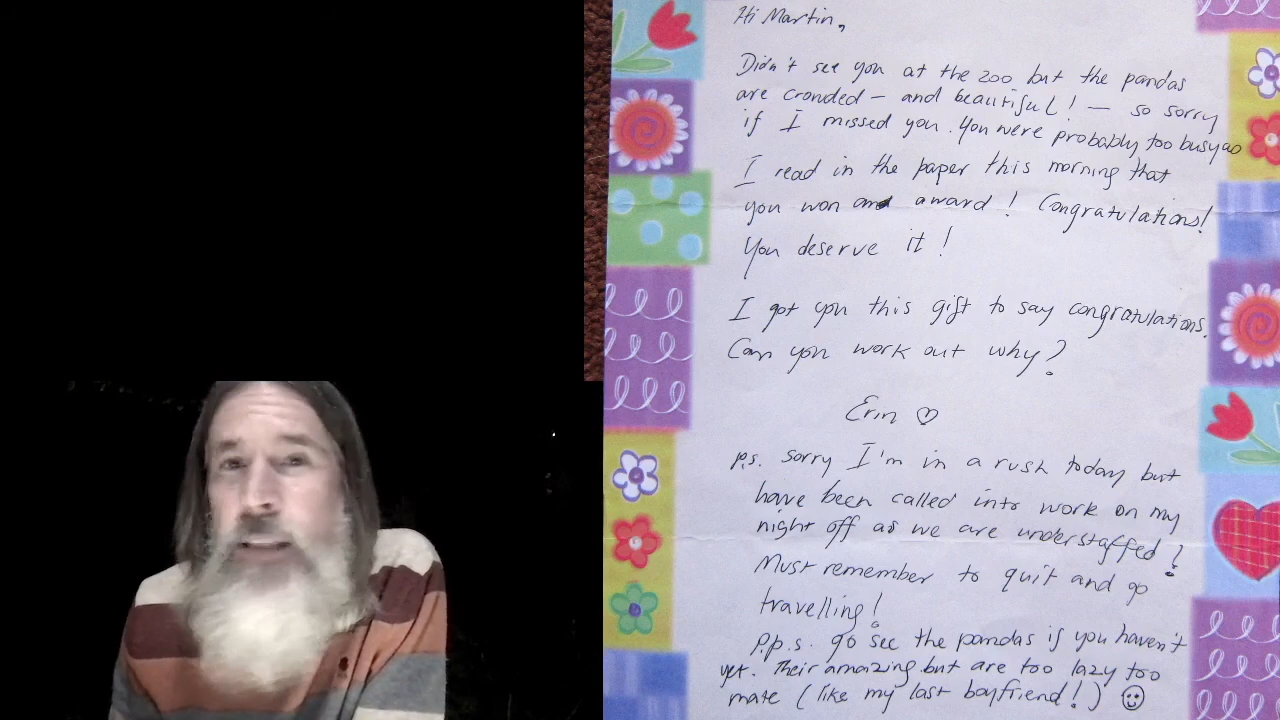 Hi Martin,
Didn't see you at the zoo but the pandas
are crowded – and beautiful! – so sorry
if I missed you. You were probably too busy
I read in the paper this morning that
you won an award! Congratulations!
You deserve it!
I got you this gift to say congratulations.
Can you work out why?
Erin ♡
p.s. sorry I'm in a rush today but
have been called into work on my
night off as we are understaffed!
Must remember to quit and go
travelling!
p.p.s. go see the pandas if you haven't
yet. Their amazing but are too lazy too
mate (like my last boyfriend!) ☺